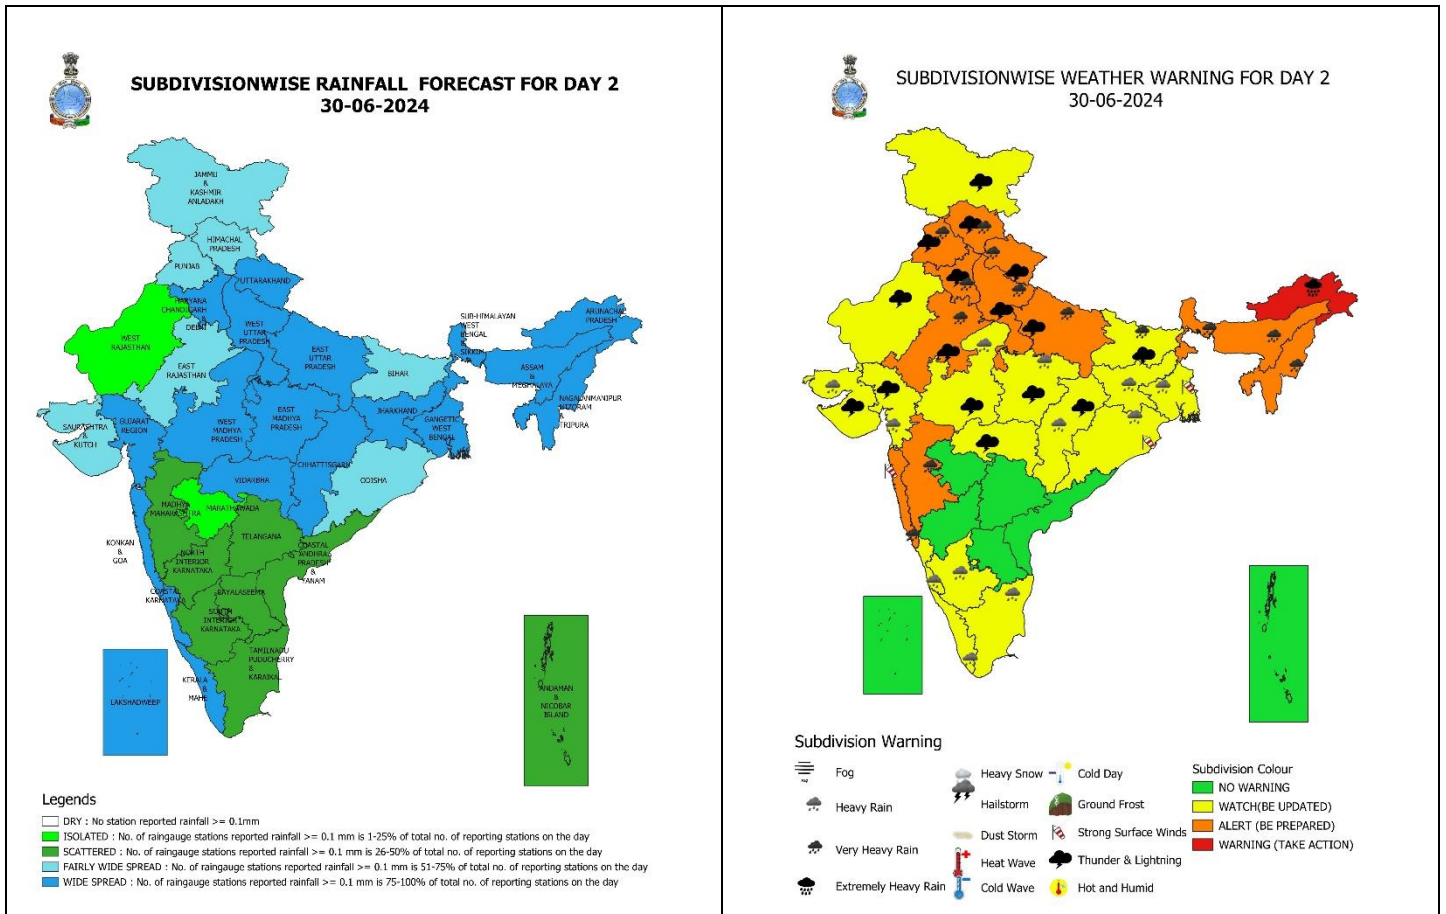 SUBDIVISIONWISE RAINFALL FORECAST FOR DAY 2
30-06-2024
JAMMU
&
KASHMIR
ANLADAKH
HIMACHAL
PRADESH
PUNJAB
UTTARAKHAND
HARYANA
CHANDIGARH
&
DELHI
WEST
UTTAR
PRADESH
WEST
RAJASTHAN
EAST
RAJASTHAN
EAST
UTTAR
PRADESH
BIHAR
SUB-HIMALAYAN
WEST
BENGAL
&
SIKKIM
ARUNACHAL
PRADESH
ASSAM
&
MEGHALAYA
NAGALANMANIPUR
MIZORAM
&
TRIPURA
SAURASHTRA
&
KUTCH
GUJARAT
REGION
WEST
MADHYA
PRADESH
EAST
MADHYA
PRADESH
JHARKHAND
GANGETIC
WEST
BENGAL
CHHATTISGARH
ODISHA
VIDARBHA
MADHYA
MAHARASHTRA
MARATHAWADA
TELANGANA
KONKAN
&
GOA
NORTH
INTERIOR
KARNATAKA
COASTAL
ANDHRA
PRADESH
&
YANAM
COASTAL
KARNATAKA
RAYALASEEMA
SOUTH
INTERIOR
KARNATAKA
TAMILNADU
PUDUCHERRY
&
KARAIKAL
KERALA
&
MAHE
LAKSHADWEEP
ANDAMAN
&
NICOBAR
ISLAND
Legends
DRY : No station reported rainfall >= 0.1mm
ISOLATED : No. of raingauge stations reported rainfall >= 0.1 mm is 1-25% of total no. of reporting stations on the day
SCATTERED : No. of raingauge stations reported rainfall >= 0.1 mm is 26-50% of total no. of reporting stations on the day
FAIRLY WIDE SPREAD : No. of raingauge stations reported rainfall >= 0.1 mm is 51-75% of total no. of reporting stations on the day
WIDE SPREAD : No. of raingauge stations reported rainfall >= 0.1 mm is 75-100% of total no. of reporting stations on the day
SUBDIVISIONWISE WEATHER WARNING FOR DAY 2
30-06-2024
Subdivision Warning
Fog
Heavy Rain
Very Heavy Rain
Extremely Heavy Rain
Heavy Snow
Hailstorm
Dust Storm
Heat Wave
Cold Wave
Cold Day
Ground Frost
Strong Surface Winds
Thunder & Lightning
Hot and Humid
Subdivision Colour
NO WARNING
WATCH(BE UPDATED)
ALERT (BE PREPARED)
WARNING (TAKE ACTION)